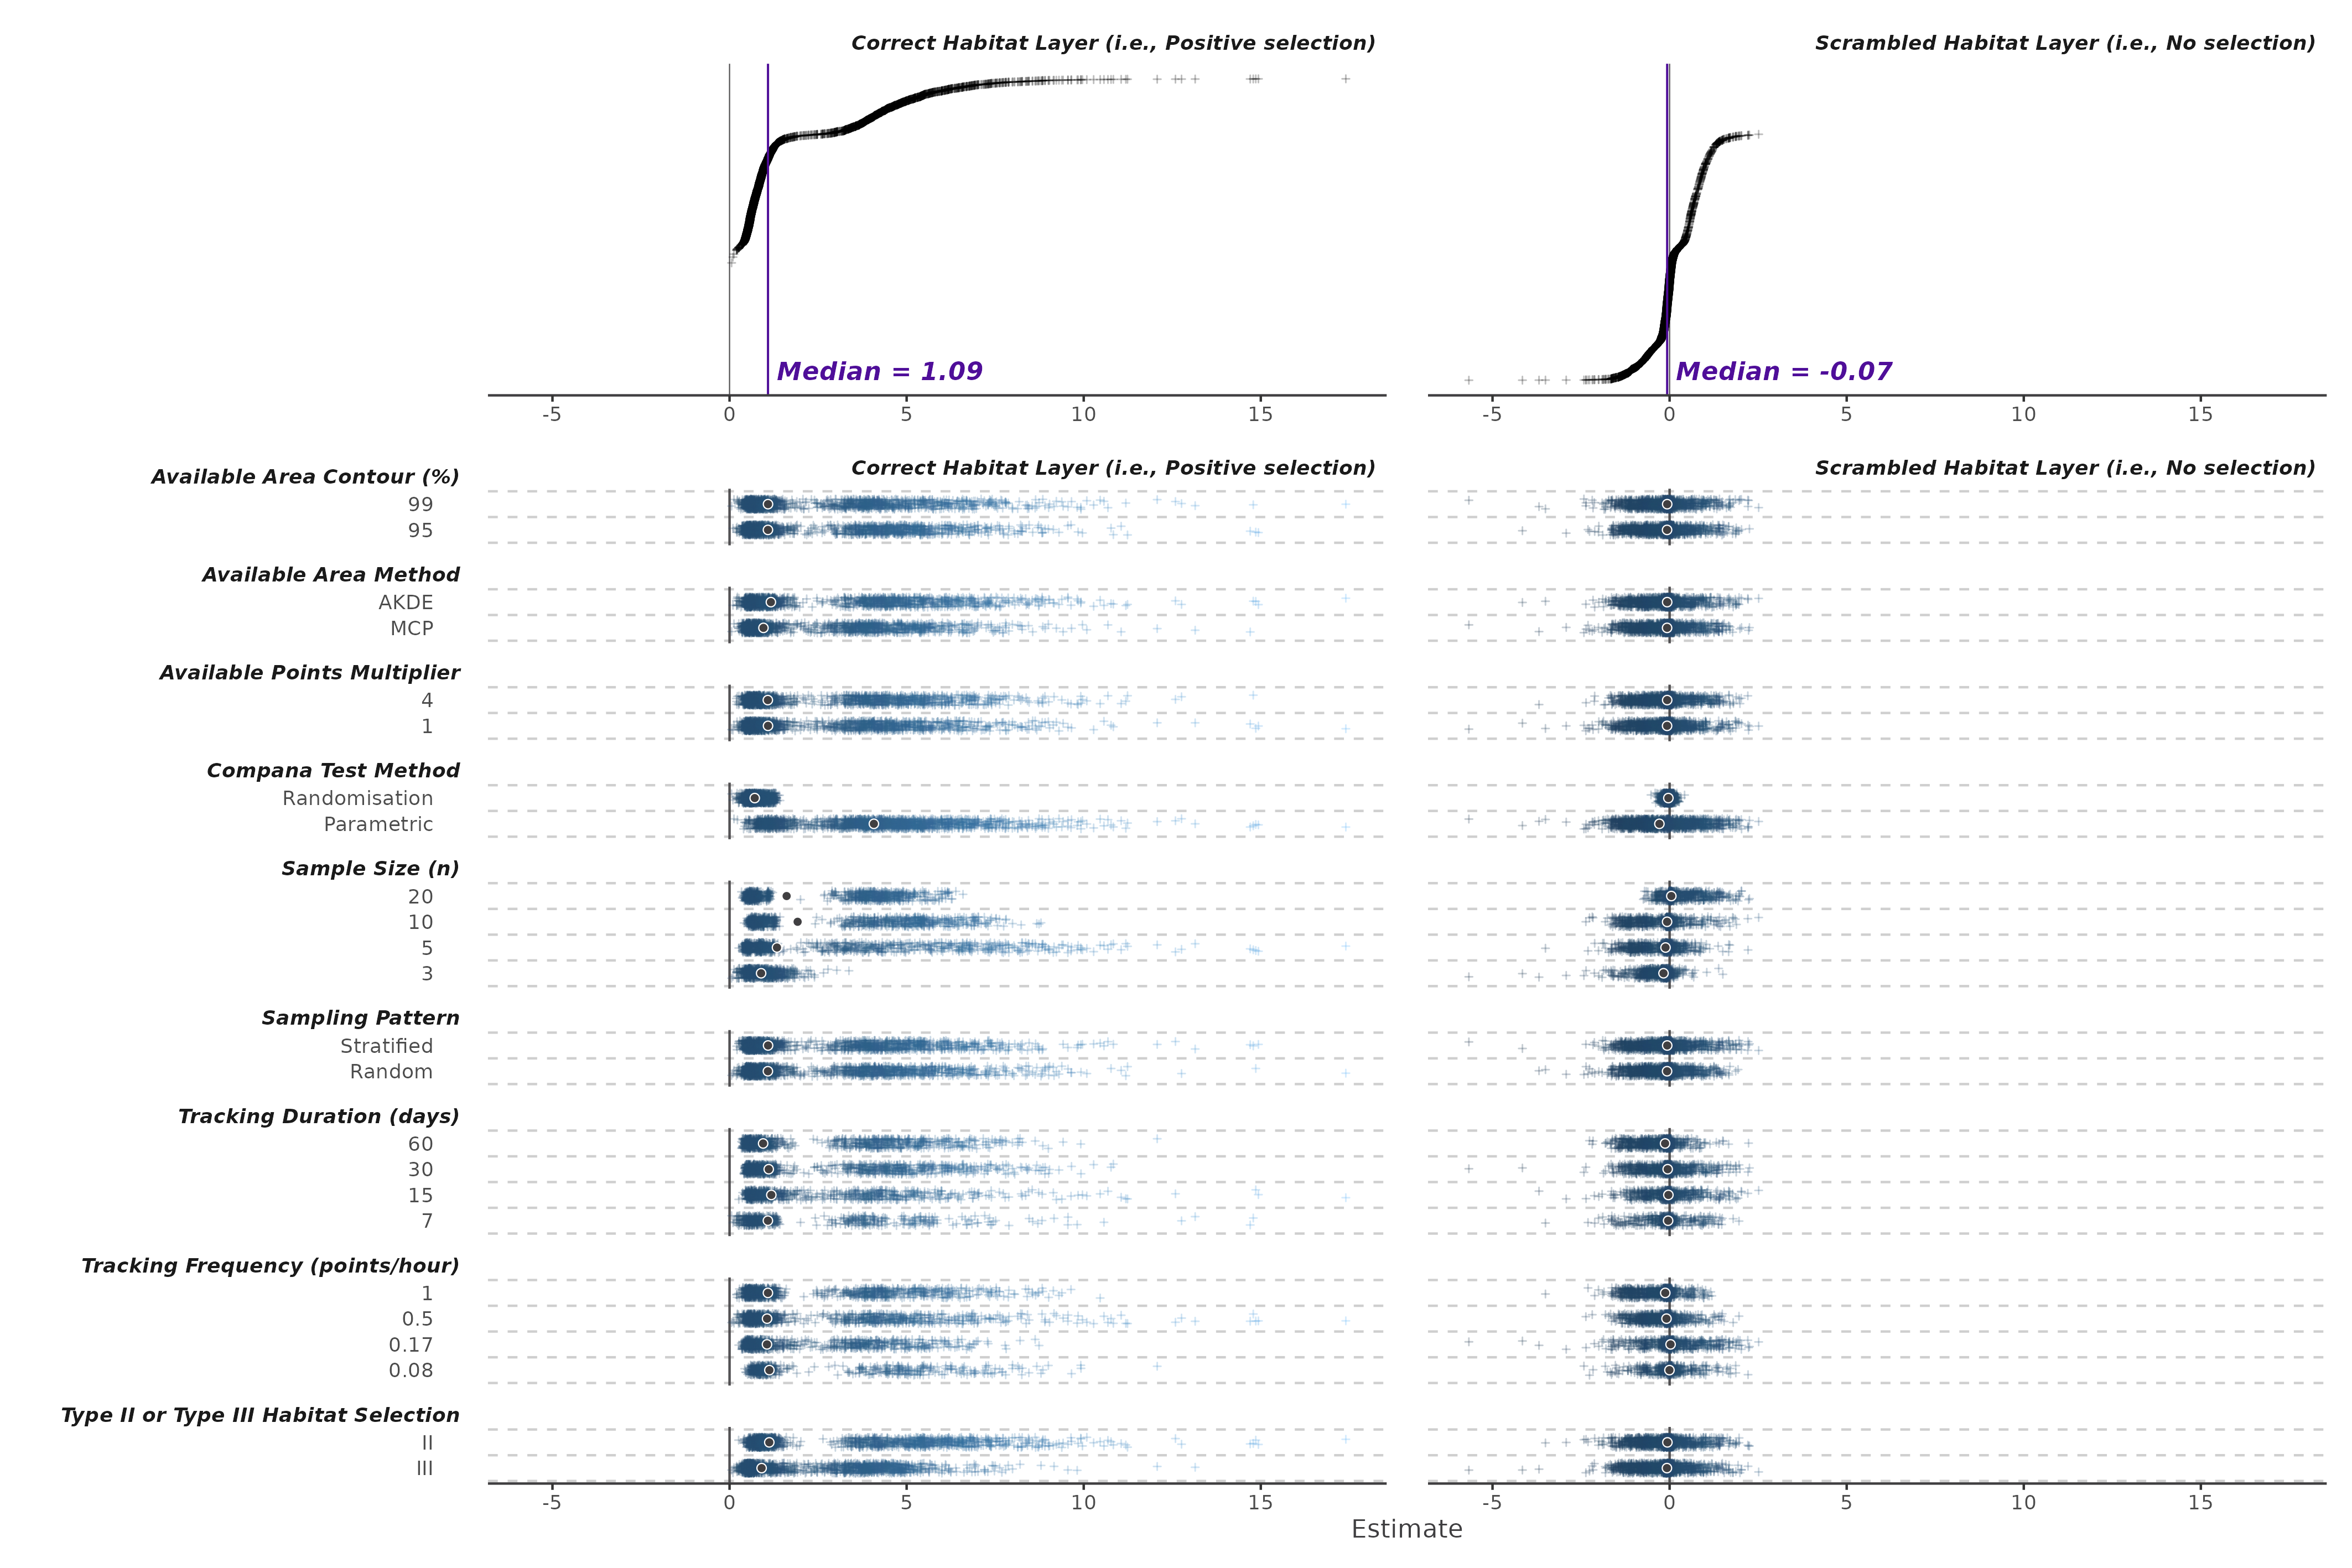 Correct Habitat Layer (i.e., Positive selection)
Scrambled Habitat Layer (i.e., No selection)
Median = 1.09
Median = -0.07
-5 0 5 10 15
-5 0 5 10 15
Correct Habitat Layer (i.e., Positive selection)
Scrambled Habitat Layer (i.e., No selection)
Available Area Contour (%)
99
95
Available Area Method
AKDE
MCP
Available Points Multiplier
4
1
Compana Test Method
Randomisation
Parametric
Sample Size (n)
20
10
5
3
Sampling Pattern
Stratified
Random
Tracking Duration (days)
60
30
15
7
Tracking Frequency (points/hour)
1
0.5
0.17
0.08
Type II or Type III Habitat Selection
II
III
-5 0 5 10 15
-5 0 5 10 15
Estimate